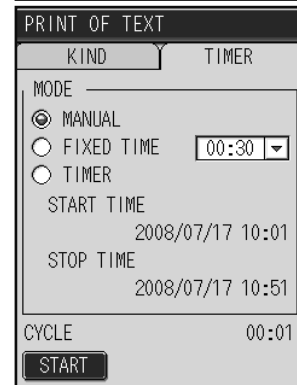 PRINT OF TEXT
KIND TIMER
MODE
MANUAL
FIXED TIME 00:30
TIMER
START TIME
2008/07/17 10:01
STOP TIME
2008/07/17 10:51
CYCLE 00:01
START